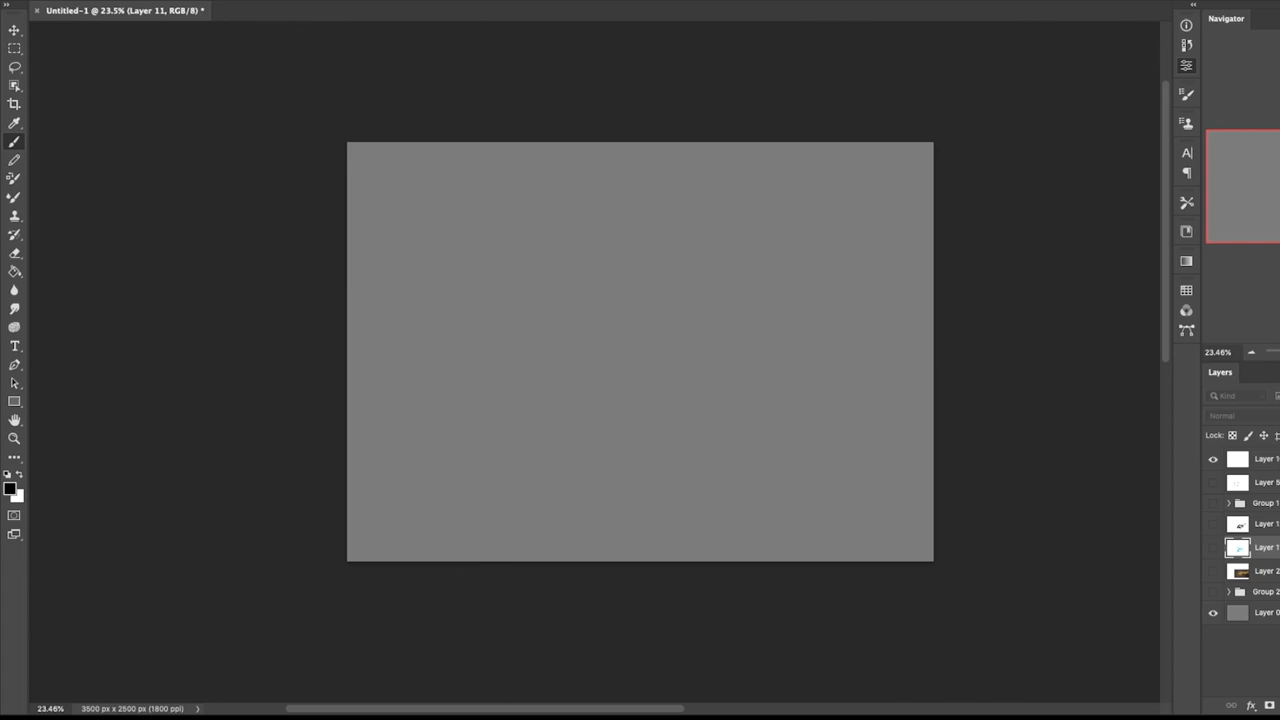 Untitled-1 @ 23.5% (Layer 11, RGB/8) *
Navigator
23.46%
Layers
Kind
Normal
Lock:
Layer 1
Layer 5
Group 1
Layer 1
Layer 1
Layer 2
Group 2
Layer 0
fx
23.46%
3500 px x 2500 px (1800 ppi)